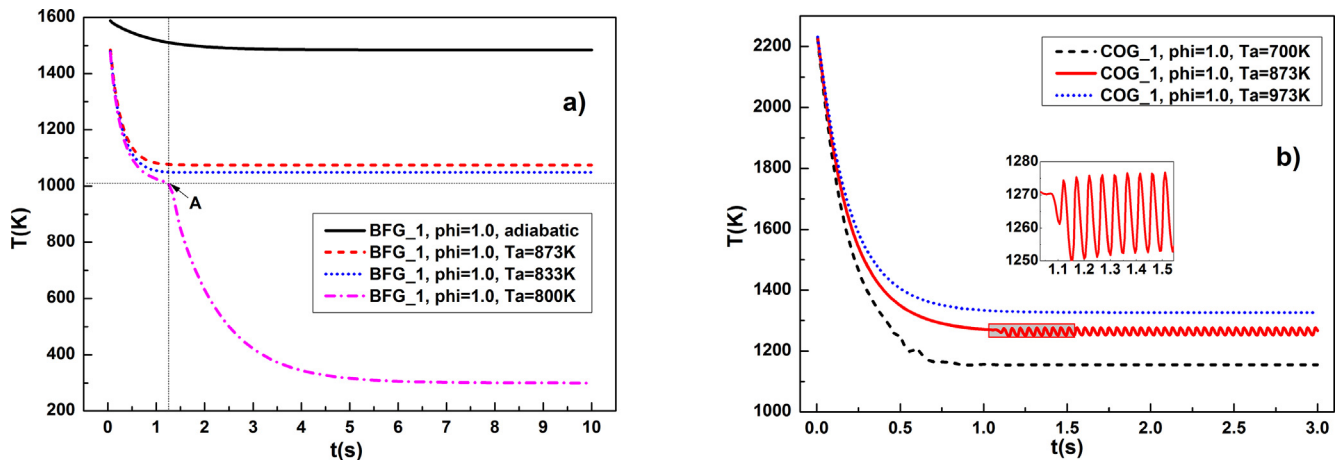 1600
1400
1200
1000
800
600
400
200
T(K)
0 1 2 3 4 5 6 7 8 9 10
t(s)
a)
A
BFG_1, phi=1.0, adiabatic
BFG_1, phi=1.0, Ta=873K
BFG_1, phi=1.0, Ta=833K
BFG_1, phi=1.0, Ta=800K
2200
2000
1800
1600
1400
1200
1000
T(K)
0.0 0.5 1.0 1.5 2.0 2.5 3.0
t(s)
COG_1, phi=1.0, Ta=700K
COG_1, phi=1.0, Ta=873K
COG_1, phi=1.0, Ta=973K
b)
1280
1270
1260
1250
1.1 1.2 1.3 1.4 1.5